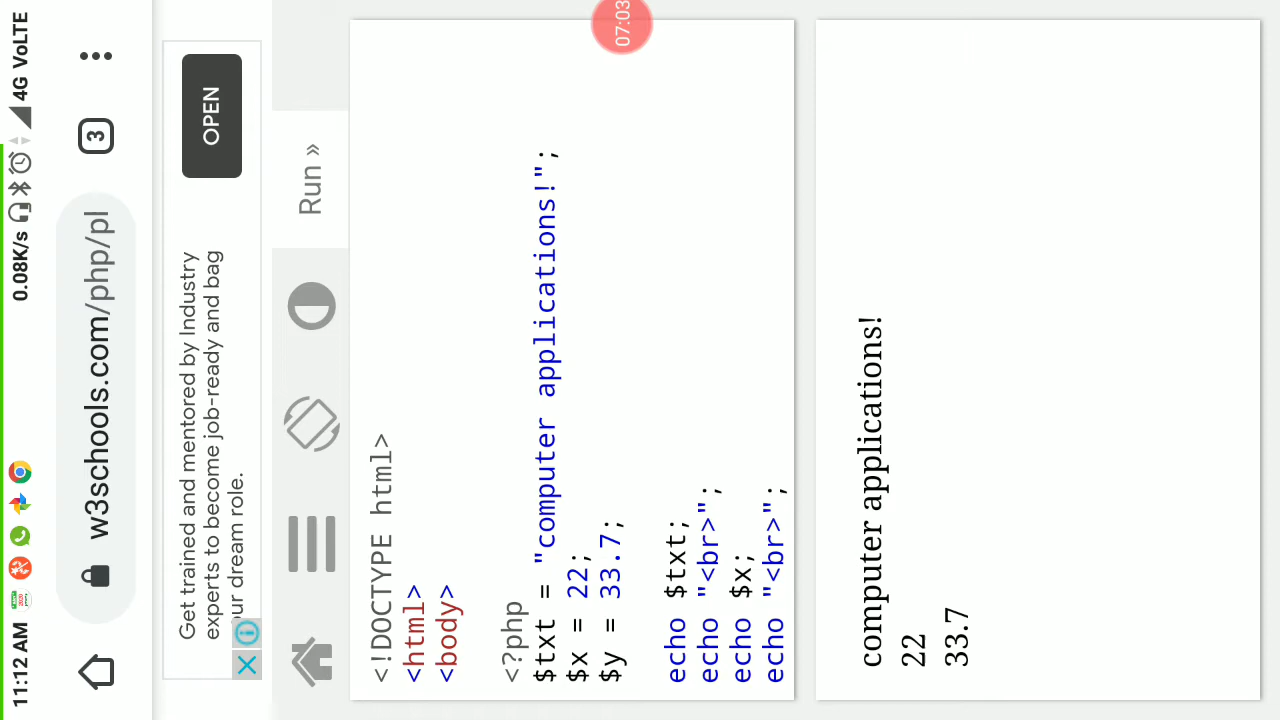 11:12 AM
0.08K/s
4G VoLTE
w3schools.com/php/pl
3
Get trained and mentored by Industry
experts to become job-ready and bag
our dream role.
OPEN
Run »
07:03
<!DOCTYPE html>
<html>
<body>
<?php
$txt = "computer applications!";
$x = 22;
$y = 33.7;
echo $txt;
echo "<br>";
echo $x;
echo "<br>";
computer applications!
22
33.7